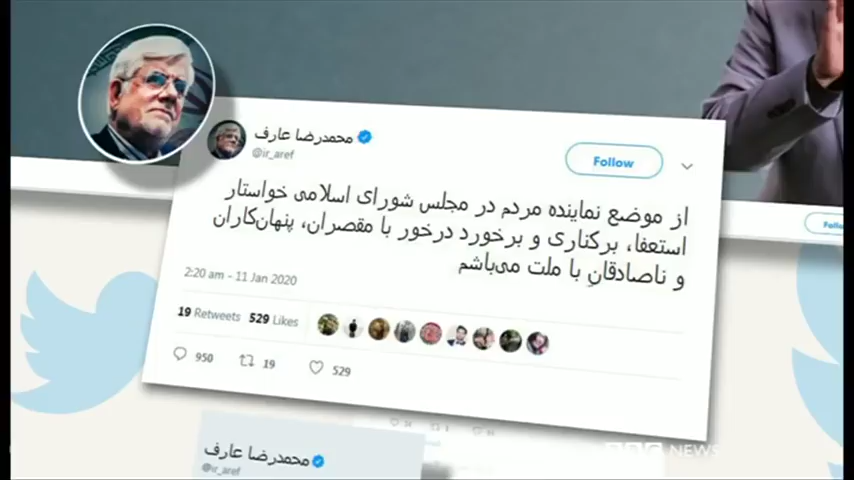 محمدرضا عارف
@ir_aref
Follow
از موضع نماینده مردم در مجلس شورای اسلامی خواستار
استعفا، برکناری و برخورد درخور با مقصران، پنهان‌کاران
و ناصادقانِ با ملت می‌باشم
2:20 am - 11 Jan 2020
19 Retweets 529 Likes
950 19 529
محمدرضا عارف
@ir_aref
NEWS